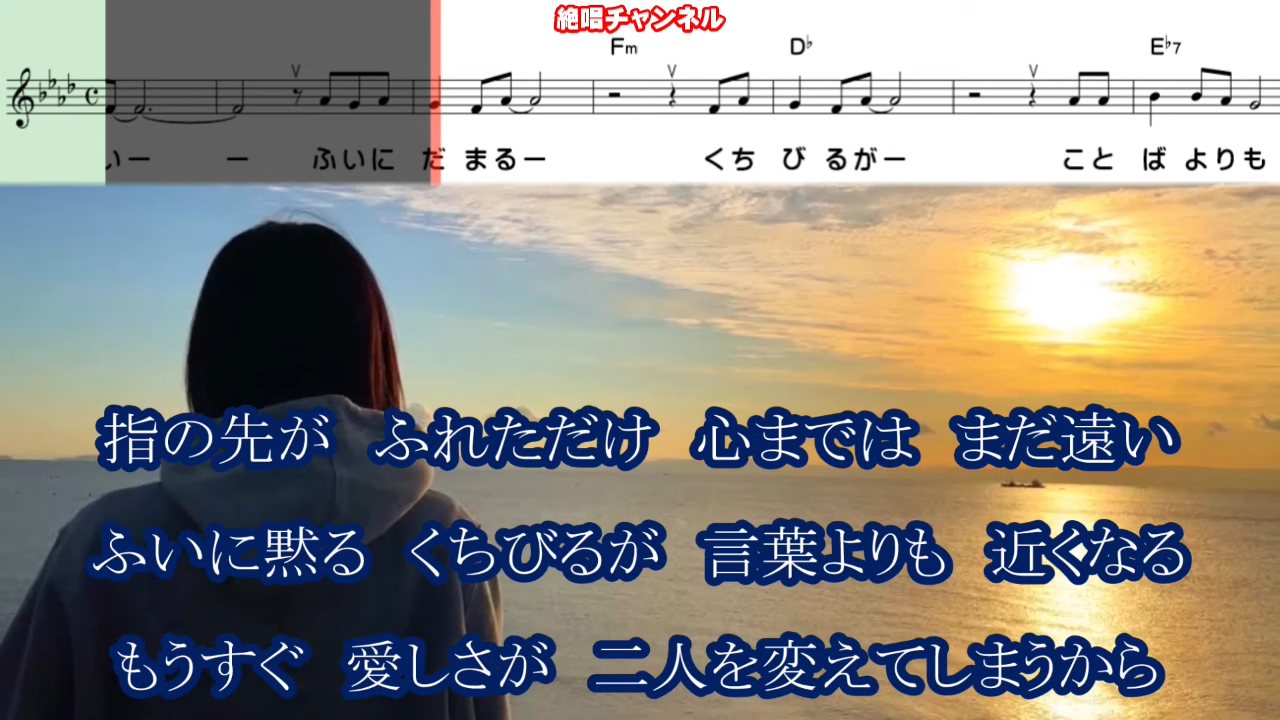 絶唱チャンネル
Fm D♭ E♭7
いー ー ふいに だ まるー くち び るがー こと ば よりも
指の先が ふれただけ 心までは まだ遠い
ふいに黙る くちびるが 言葉よりも 近くなる
もうすぐ 愛しさが 二人を変えてしまうから